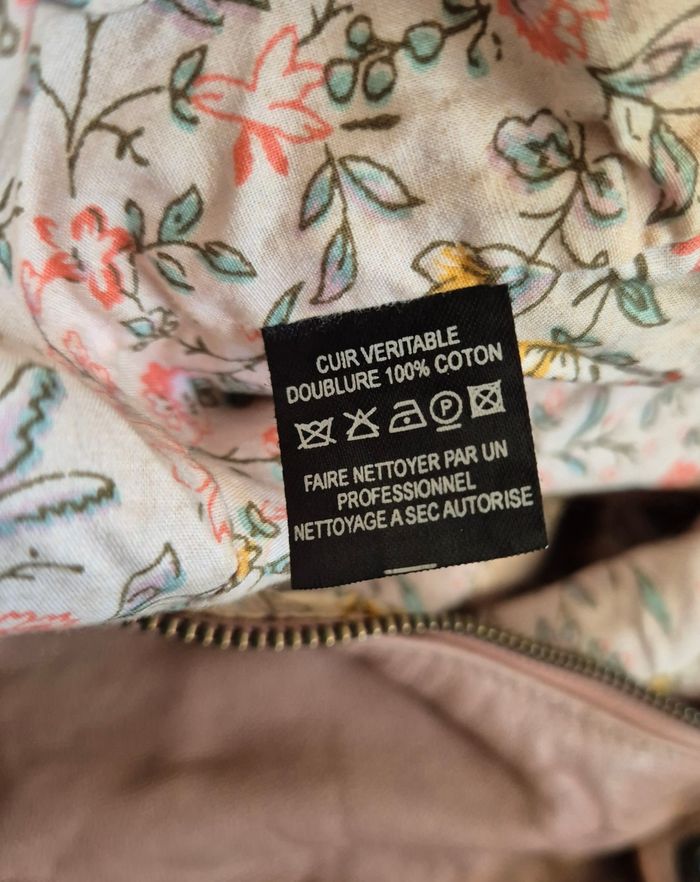 CUIR VERITABLE
DOUBLURE 100% COTON
P
FAIRE NETTOYER PAR UN
PROFESSIONNEL
NETTOYAGE A SEC AUTORISE